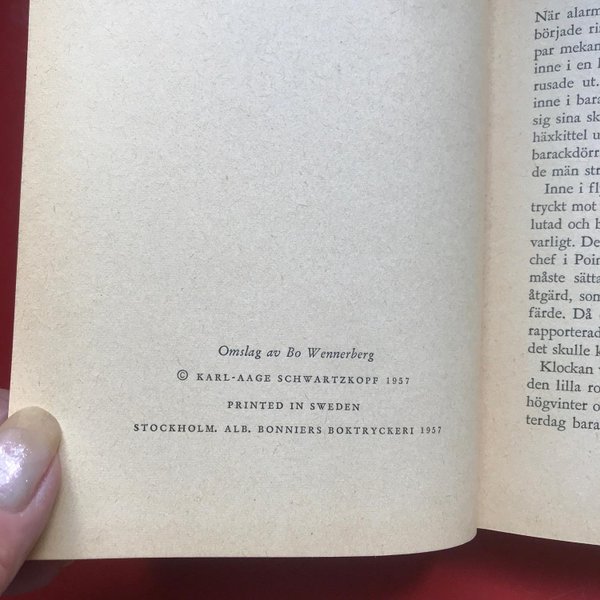 Omslag av Bo Wennerberg
© KARL-AAGE SCHWARTZKOPF 1957
PRINTED IN SWEDEN
STOCKHOLM. ALB. BONNIERS BOKTRYCKERI 1957
När alarm
började
par mekan
inne i en
rusade ut.
inne i bara
sig sina sk
häxkittel u
barackdörr
de män str
Inne i fl
tryckt mot
lutad och b
varligt. De
chef i Poin
måste sätta
åtgärd, som
färde. Då
rapporterad
det skulle k
Klockan
den lilla ro
högvinter o
terdag bara